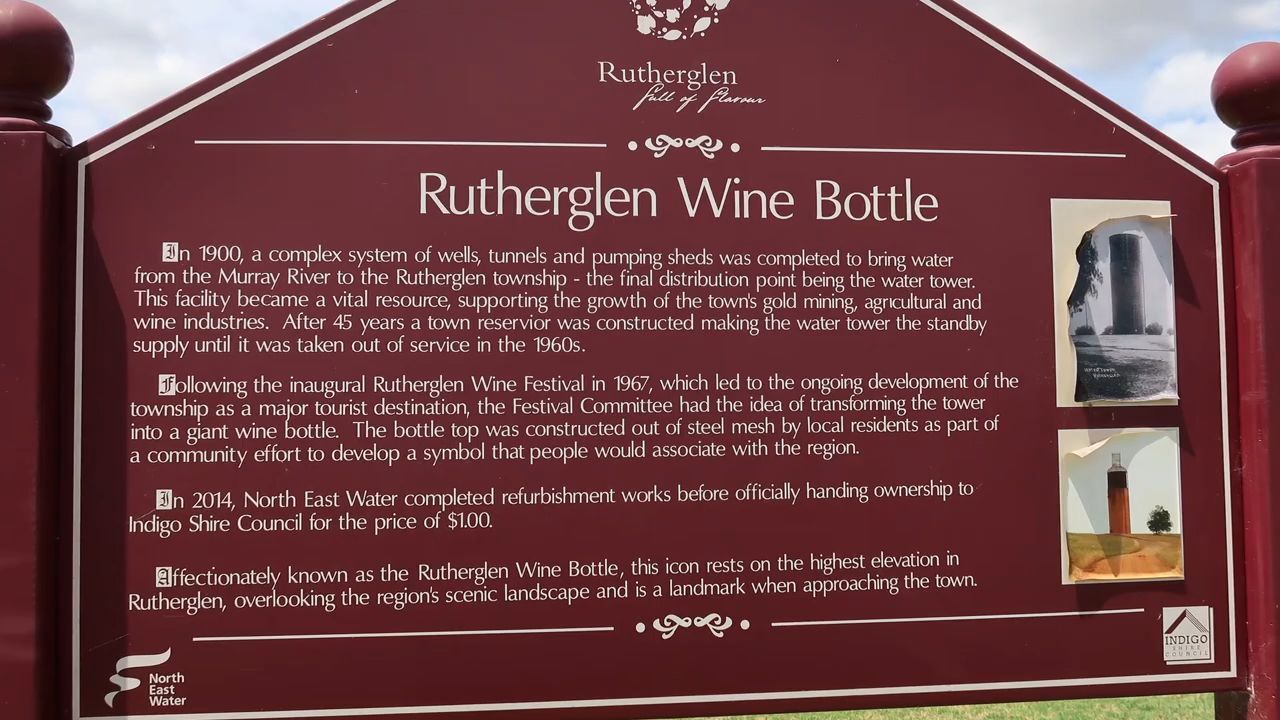 Rutherglen
full of flavour
Rutherglen Wine Bottle
In 1900, a complex system of wells, tunnels and pumping sheds was completed to bring water
from the Murray River to the Rutherglen township - the final distribution point being the water tower.
This facility became a vital resource, supporting the growth of the town's gold mining, agricultural and
wine industries. After 45 years a town reservior was constructed making the water tower the standby
supply until it was taken out of service in the 1960s.
Following the inaugural Rutherglen Wine Festival in 1967, which led to the ongoing development of the
township as a major tourist destination, the Festival Committee had the idea of transforming the tower
into a giant wine bottle. The bottle top was constructed out of steel mesh by local residents as part of
a community effort to develop a symbol that people would associate with the region.
In 2014, North East Water completed refurbishment works before officially handing ownership to
Indigo Shire Council for the price of $1.00.
Affectionately known as the Rutherglen Wine Bottle, this icon rests on the highest elevation in
Rutherglen, overlooking the region's scenic landscape and is a landmark when approaching the town.
North
East
Water
INDIGO
SHIRE
COUNCIL